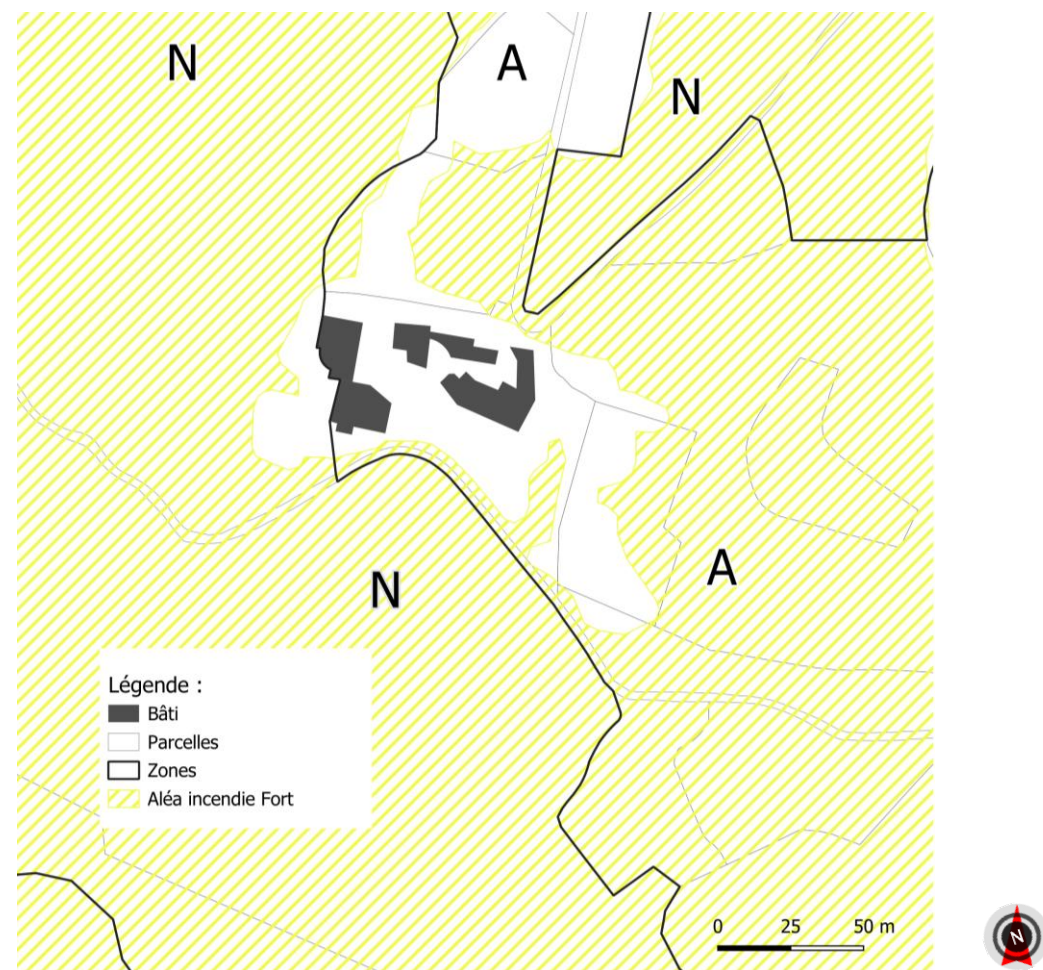 N
A
N
A
N
Légende :
Bâti
Parcelles
Zones
Aléa incendie Fort
0 25 50 m
N